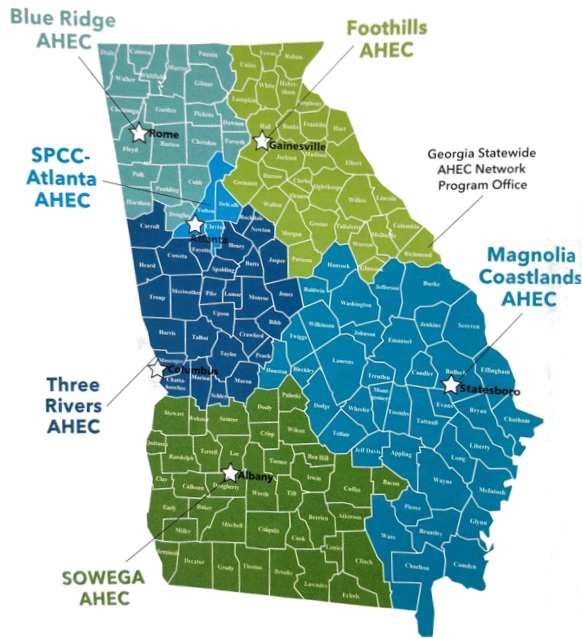 Blue Ridge
AHEC
Foothills
AHEC
SPCC-
Atlanta
AHEC
Georgia Statewide
AHEC Network
Program Office
Magnolia
Coastlands
AHEC
Three
Rivers
AHEC
SOWEGA
AHEC
Rome
Gainesville
Atlanta
Columbus
Statesboro
Albany
Dade
Catoosa
Whitfield
Murray
Fannin
Walker
Gilmer
Chattooga
Gordon
Pickens
Dawson
Floyd
Bartow
Cherokee
Forsyth
Polk
Paulding
Cobb
Haralson
Douglas
Towns
Rabun
Union
White
Haber-
sham
Lumpkin
Stephens
Hall
Banks
Franklin
Hart
Jackson
Madison
Elbert
Gwinnett
Barrow
Clarke
Oglethorpe
Oconee
Walton
Wilkes
Lincoln
Morgan
Greene
Taliaferro
McDuffie
Columbia
Warren
Richmond
Putnam
Glascock
Fulton
DeKalb
Clayton
Rockdale
Newton
Carroll
Coweta
Fayette
Henry
Heard
Spalding
Butts
Jasper
Troup
Meriwether
Pike
Lamar
Monroe
Jones
Upson
Bibb
Harris
Talbot
Crawford
Taylor
Peach
Muscogee
Chatta-
hoochee
Marion
Macon
Schley
Hancock
Baldwin
Washington
Jefferson
Burke
Wilkinson
Johnson
Jenkins
Screven
Emanuel
Twiggs
Laurens
Houston
Bleckley
Treutlen
Candler
Bulloch
Effingham
Dodge
Wheeler
Mont-
gomery
Toombs
Tattnall
Evans
Bryan
Chatham
Telfair
Jeff Davis
Appling
Long
Liberty
Wayne
McIntosh
Pierce
Ware
Brantley
Glynn
Charlton
Camden
Stewart
Webster
Sumter
Dooly
Pulaski
Crisp
Wilcox
Quitman
Randolph
Terrell
Lee
Turner
Ben Hill
Irwin
Coffee
Bacon
Clay
Calhoun
Dougherty
Worth
Tift
Early
Baker
Mitchell
Colquitt
Berrien
Atkinson
Miller
Cook
Lanier
Clinch
Seminole
Decatur
Grady
Thomas
Brooks
Lowndes
Echols